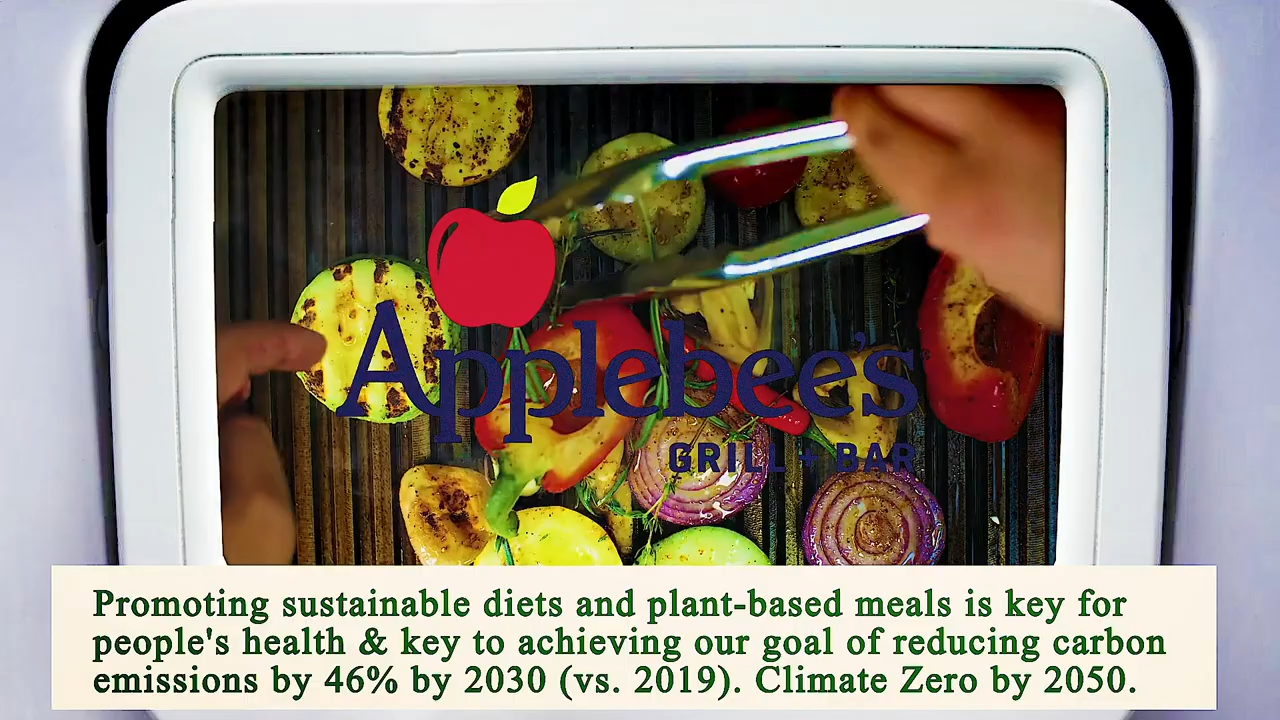 Applebee's
GRILL + BAR
Promoting sustainable diets and plant-based meals is key for
people's health & key to achieving our goal of reducing carbon
emissions by 46% by 2030 (vs. 2019). Climate Zero by 2050.